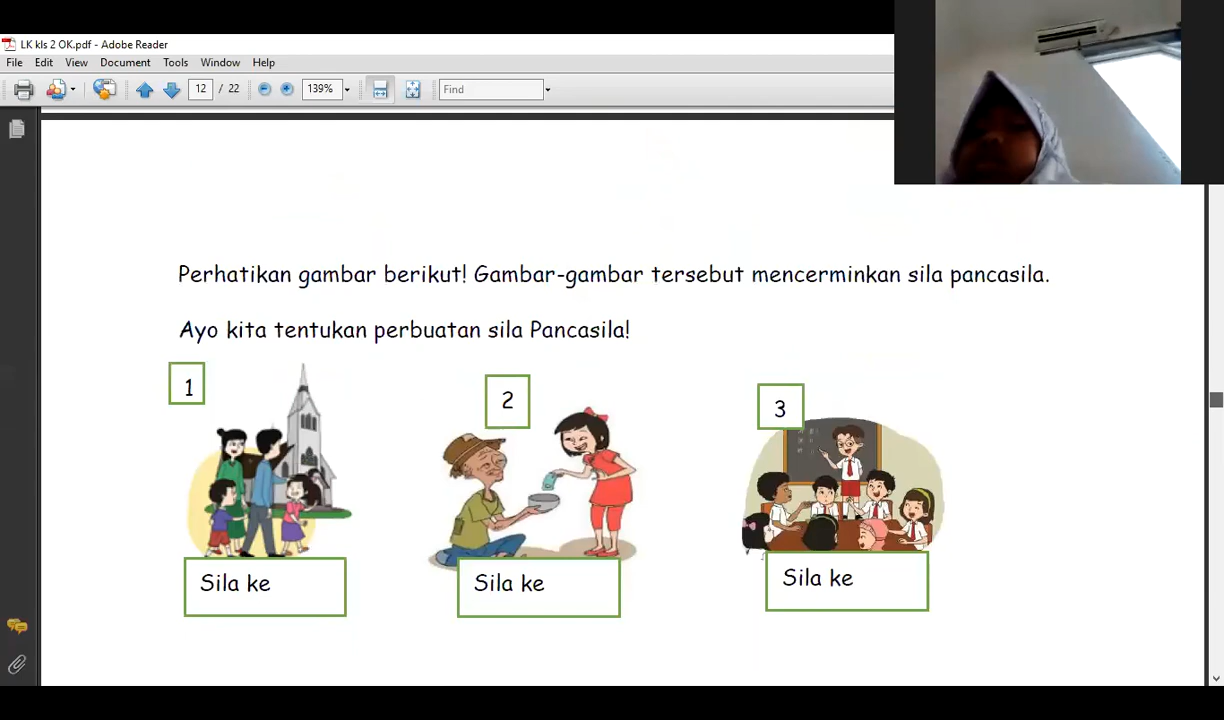 LK kls 2 OK.pdf - Adobe Reader
File Edit View Document Tools Window Help
12 / 22 139% Find
Perhatikan gambar berikut! Gambar-gambar tersebut mencerminkan sila pancasila.
Ayo kita tentukan perbuatan sila Pancasila!
1 2 3
Sila ke Sila ke Sila ke